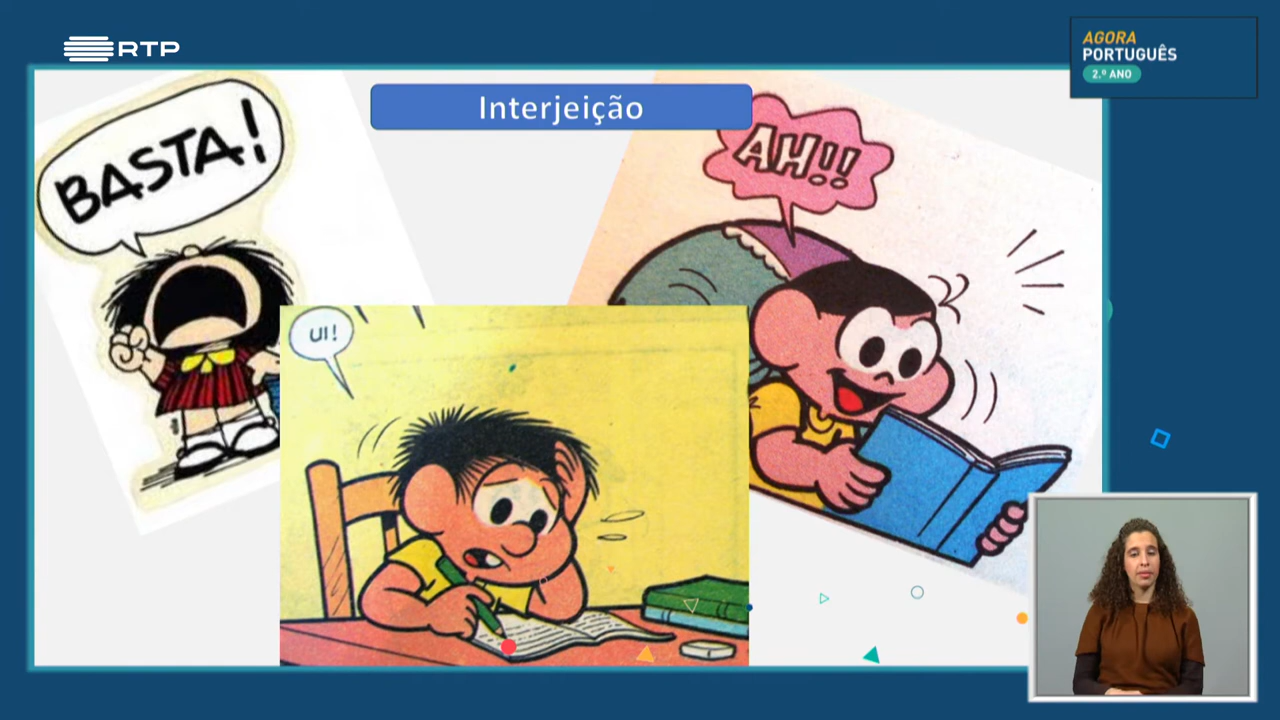 RTP
AGORA
PORTUGUÊS
2.º ANO
Interjeição
BASTA!
AH!!
UI!